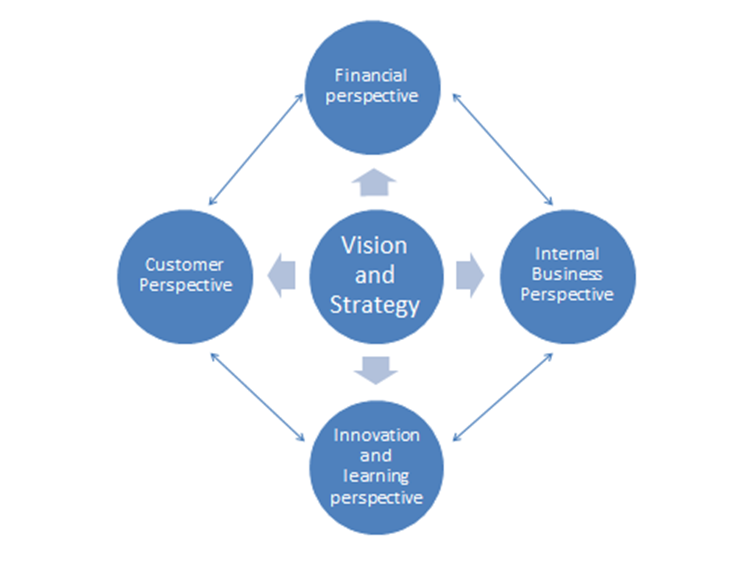 Financial
perspective
Customer
Perspective
Vision
and
Strategy
Internal
Business
Perspective
Innovation
and
learning
perspective